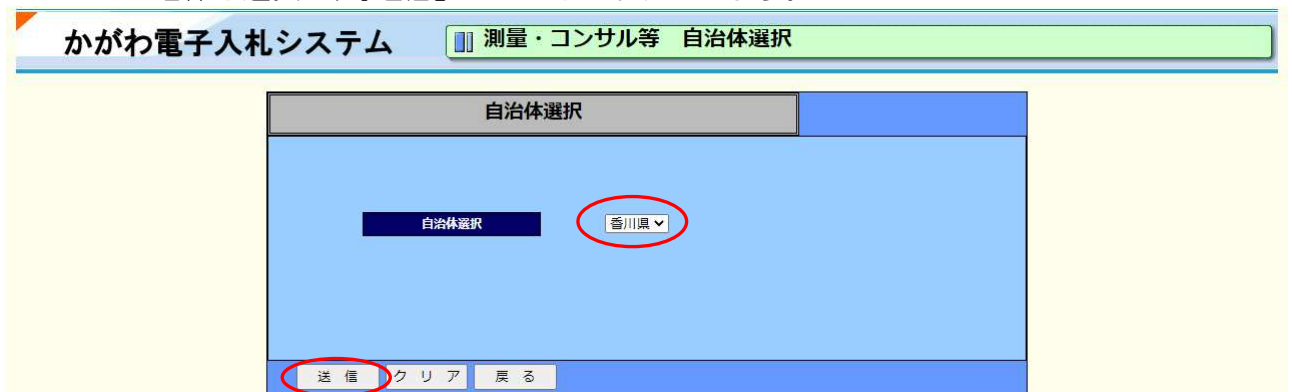 かがわ電子入札システム 測量・コンサル等 自治体選択
自治体選択
自治体選択 香川県
送 信 ク リ ア 戻 る